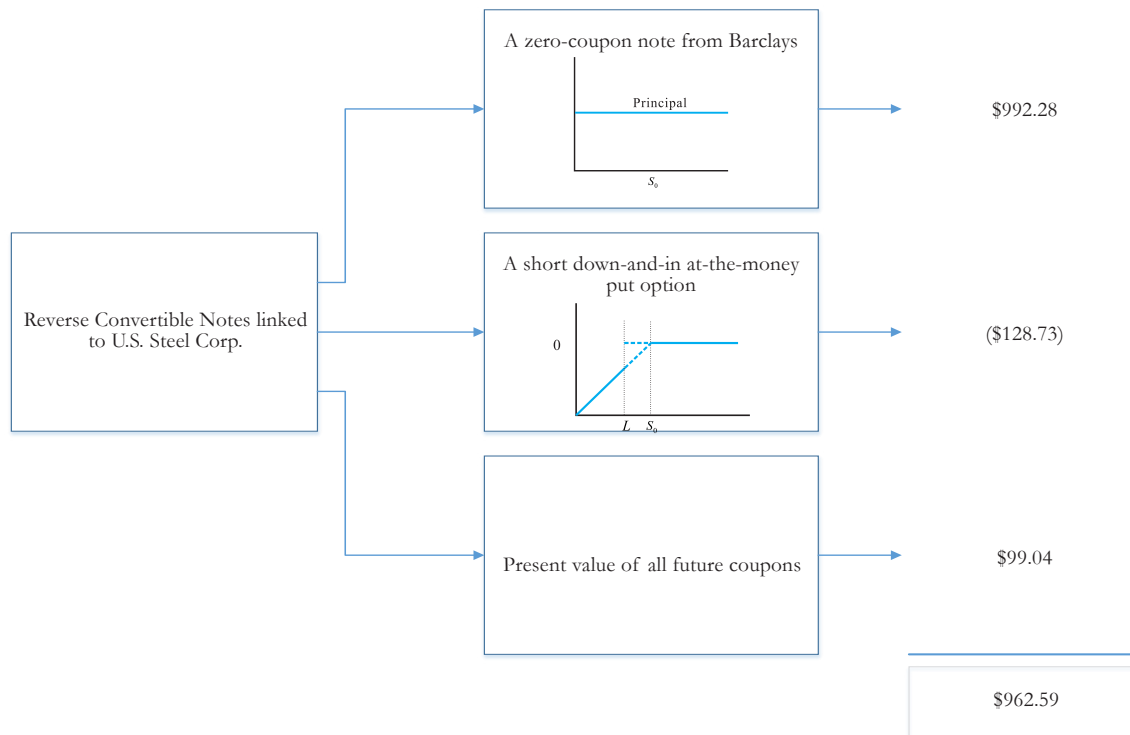 A zero-coupon note from Barclays
Principal
S₀
$992.28
Reverse Convertible Notes linked
to U.S. Steel Corp.
A short down-and-in at-the-money
put option
0
L S₀
($128.73)
Present value of all future coupons
$99.04
$962.59